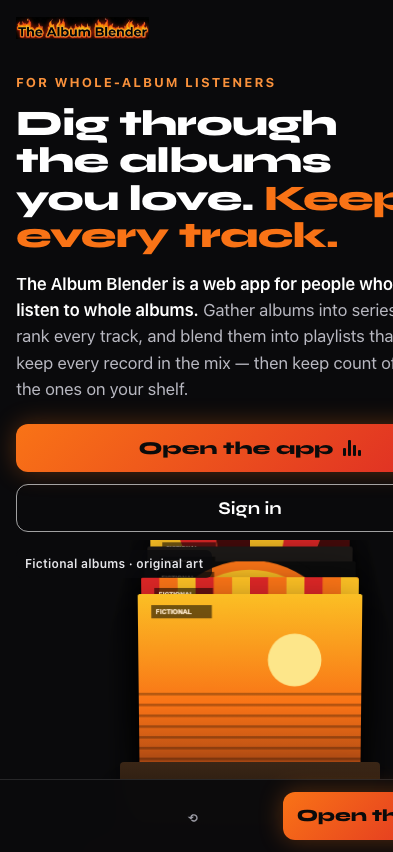 The Album Blender
FOR WHOLE-ALBUM LISTENERS
Dig through
the albums
you love. Keep
every track.
The Album Blender is a web app for people who
listen to whole albums. Gather albums into series
rank every track, and blend them into playlists tha
keep every record in the mix — then keep count of
the ones on your shelf.
Open the app
Sign in
Fictional albums · original art
FICTIONAL
Open th